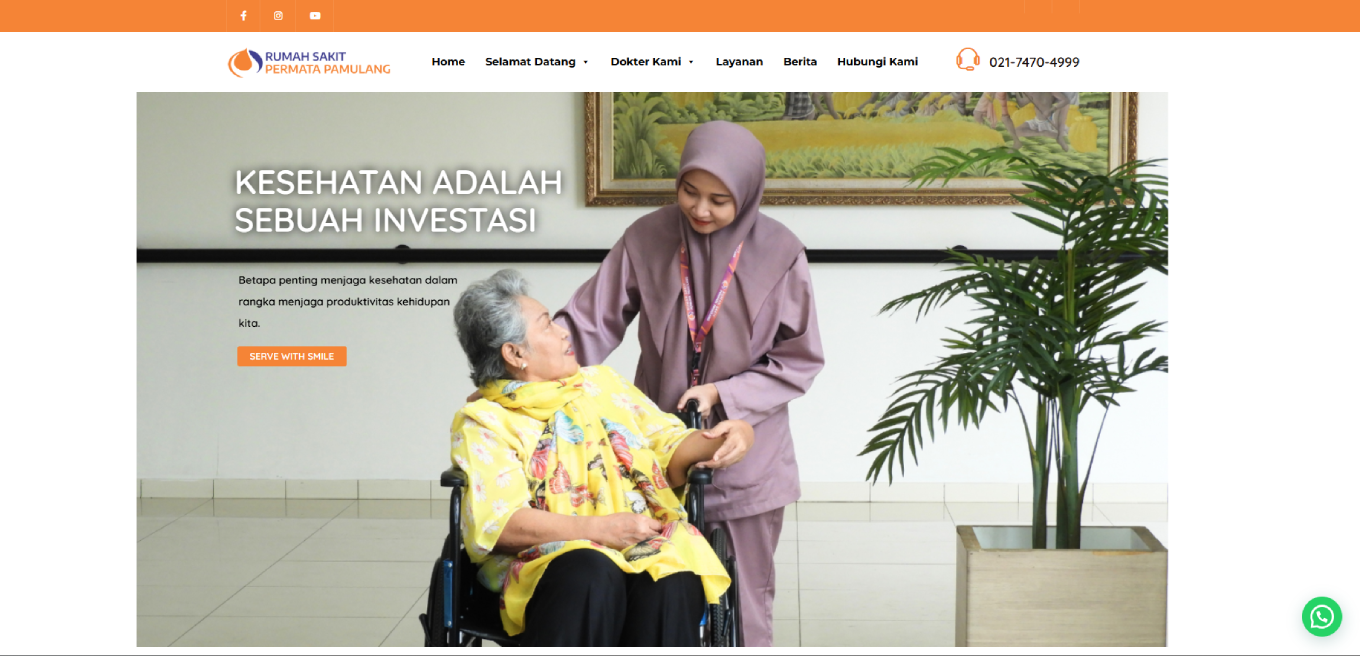 RUMAH SAKIT
PERMATA PAMULANG
Home Selamat Datang Dokter Kami Layanan Berita Hubungi Kami
021-7470-4999
KESEHATAN ADALAH
SEBUAH INVESTASI
Betapa penting menjaga kesehatan dalam
rangka menjaga produktivitas kehidupan
kita.
SERVE WITH SMILE